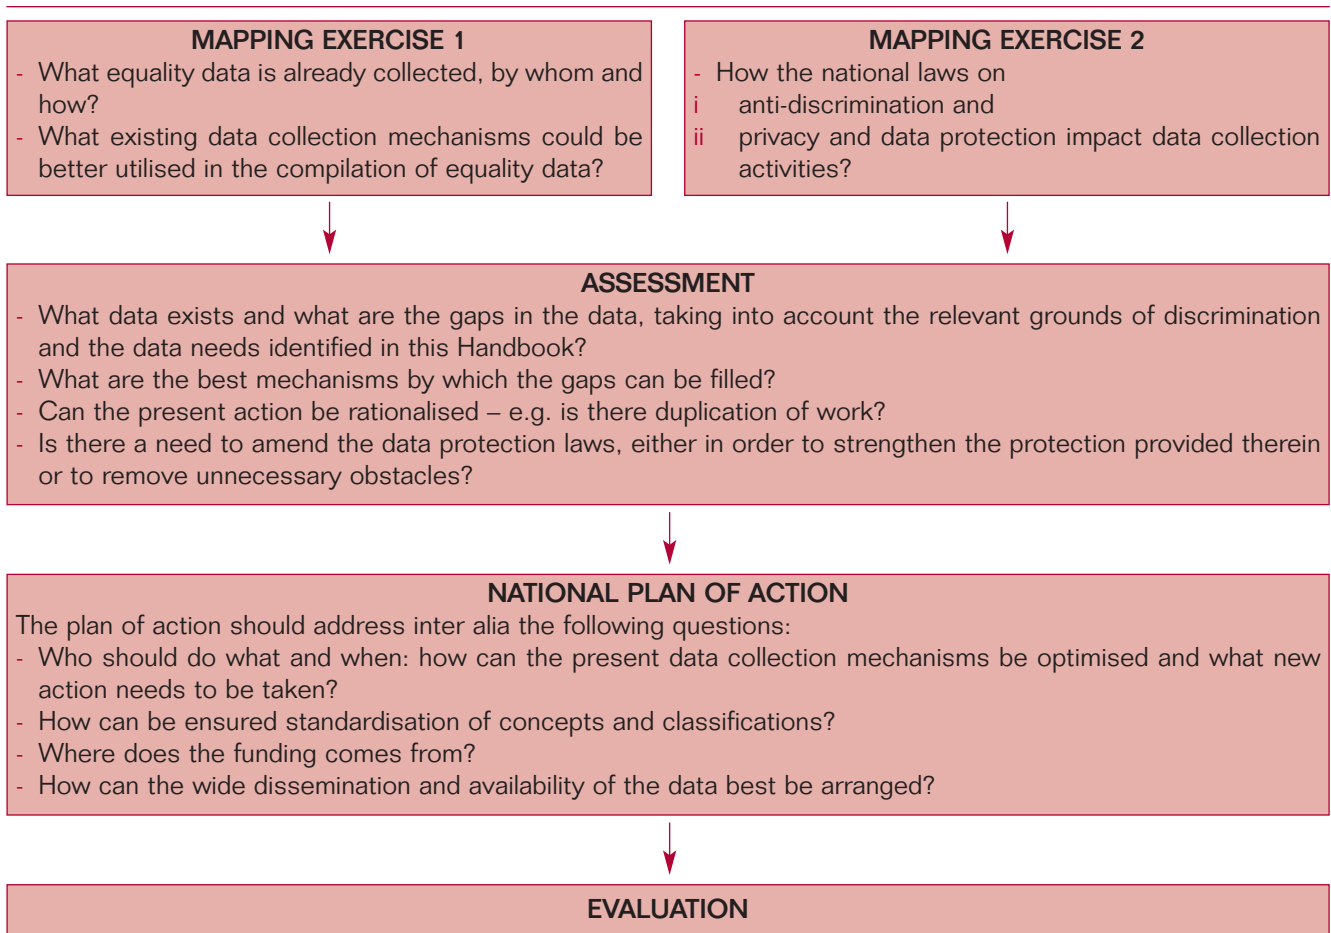 MAPPING EXERCISE 1
- What equality data is already collected, by whom and
how?
- What existing data collection mechanisms could be
better utilised in the compilation of equality data?
MAPPING EXERCISE 2
- How the national laws on
i anti-discrimination and
ii privacy and data protection impact data collection
activities?
ASSESSMENT
- What data exists and what are the gaps in the data, taking into account the relevant grounds of discrimination
and the data needs identified in this Handbook?
- What are the best mechanisms by which the gaps can be filled?
- Can the present action be rationalised – e.g. is there duplication of work?
- Is there a need to amend the data protection laws, either in order to strengthen the protection provided therein
or to remove unnecessary obstacles?
NATIONAL PLAN OF ACTION
The plan of action should address inter alia the following questions:
- Who should do what and when: how can the present data collection mechanisms be optimised and what new
action needs to be taken?
- How can be ensured standardisation of concepts and classifications?
- Where does the funding comes from?
- How can the wide dissemination and availability of the data best be arranged?
EVALUATION